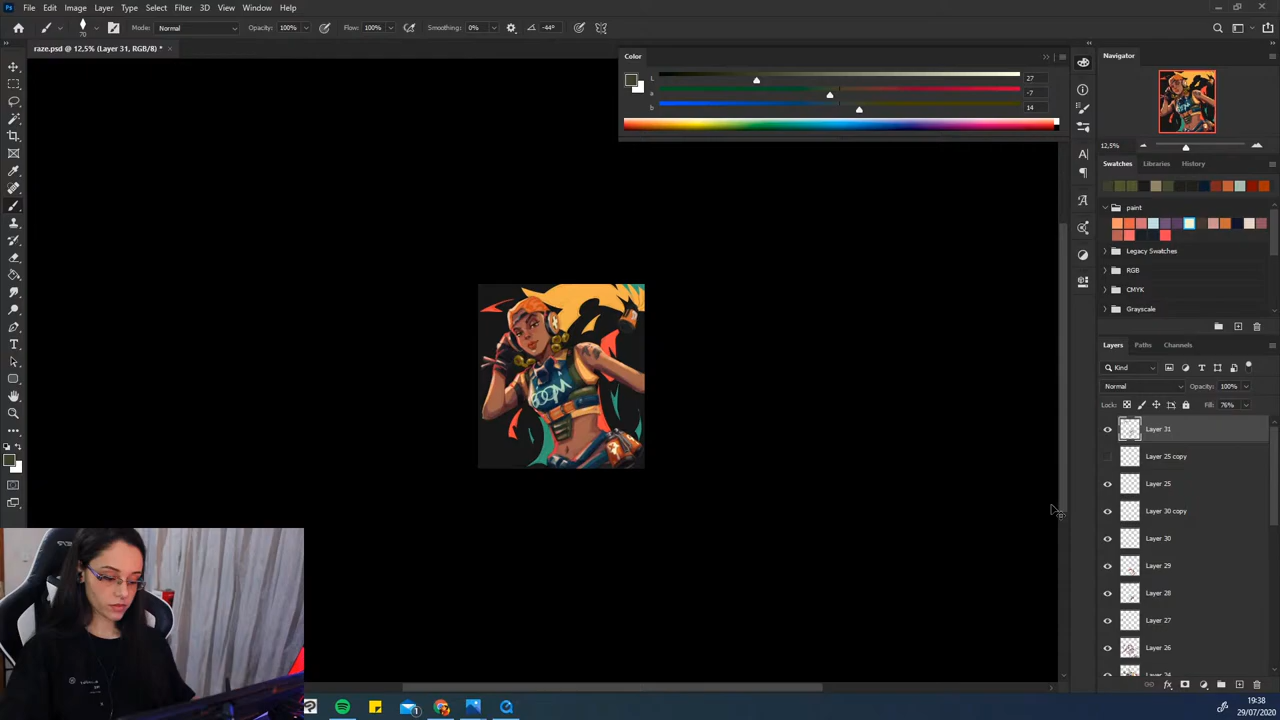 Ps File Edit Image Layer Type Select Filter 3D View Window Help
70 Mode: Normal Opacity: 100% Flow: 100% Smoothing: 0% -44°
raze.psd @ 12,5% (Layer 31, RGB/8) *
Color
L 27
a -7
b 14
Navigator
12,5%
Swatches Libraries History
paint
Legacy Swatches
RGB
CMYK
Grayscale
Layers Paths Channels
Kind
Normal Opacity: 100%
Lock: Fill: 76%
Layer 31
Layer 25 copy
Layer 25
Layer 30 copy
Layer 30
Layer 29
Layer 28
Layer 27
Layer 26
BOOM
19:38
29/07/2020